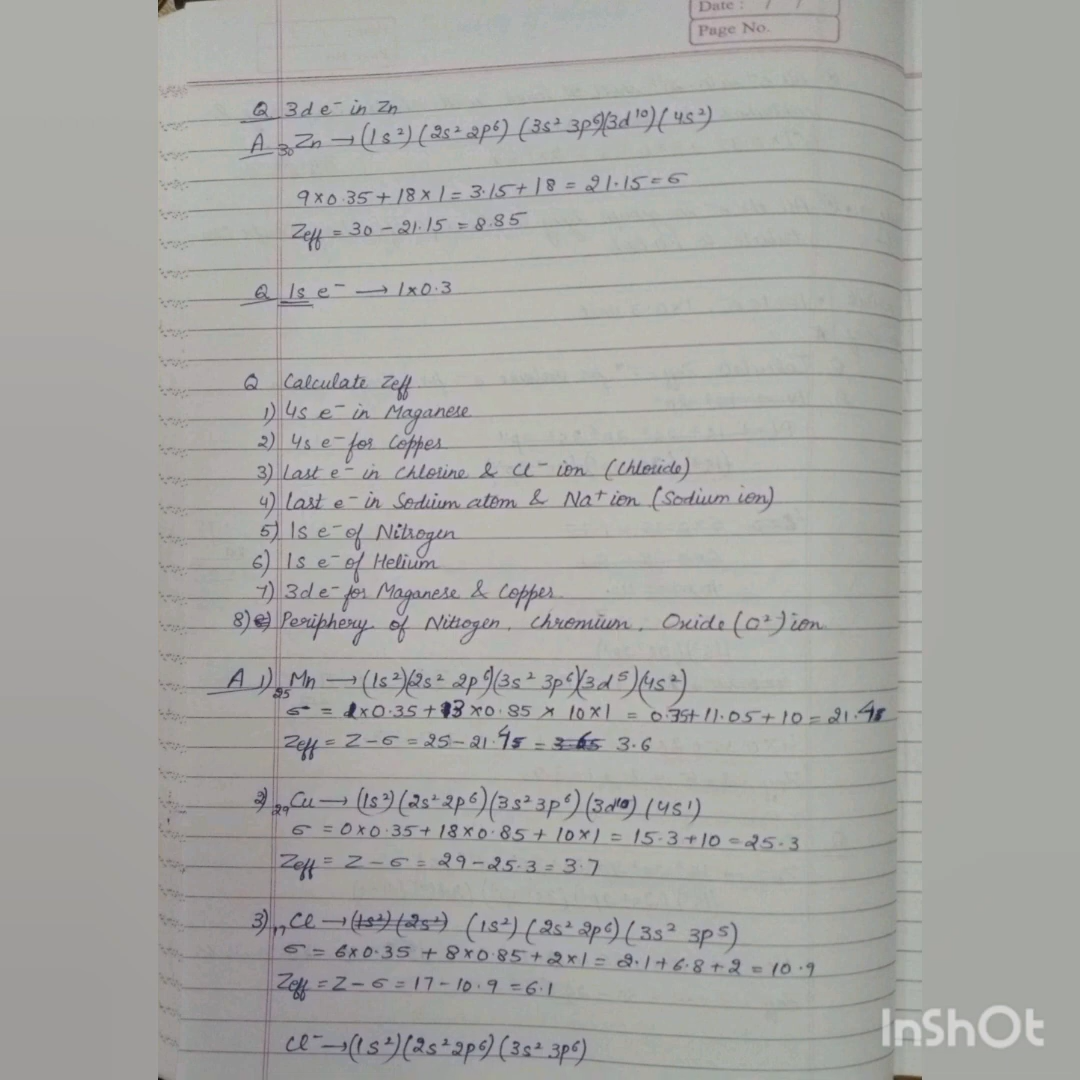 Date : / /
Page No.
Q 3d e⁻ in Zn
A ₃₀Zn → (1s²) (2s² 2p⁶) (3s² 3p⁶)(3d¹⁰) (4s²)
9×0.35 + 18×1 = 3.15 + 18 = 21.15 = σ
Zeff = 30 - 21.15 = 8.85
Q 1s e⁻ → 1×0.3
Q Calculate Zeff
1) 4s e⁻ in Maganese
2) 4s e⁻ for Copper
3) Last e⁻ in Chlorine & Cl⁻ ion (Chloride)
4) Last e⁻ in Sodium atom & Na⁺ ion (Sodium ion)
5) 1s e⁻ of Nitrogen
6) 1s e⁻ of Helium
7) 3d e⁻ for Maganese & Copper
8) Periphery of Nitrogen, Chromium, Oxide (O²⁻) ion
A 1) ₂₅Mn → (1s²)(2s² 2p⁶)(3s² 3p⁶)(3d⁵)(4s²)
σ = 1×0.35 + 13×0.85 × 10×1 = 0.35 + 11.05 + 10 = 21.4
Zeff = Z - σ = 25 - 21.4 = 3.6
2) ₂₉Cu → (1s²) (2s² 2p⁶) (3s² 3p⁶) (3d¹⁰) (4s¹)
σ = 0×0.35 + 18×0.85 + 10×1 = 15.3 + 10 = 25.3
Zeff = Z - σ = 29 - 25.3 = 3.7
3) ₁₇Cl → (1s²) (2s²) (1s²) (2s² 2p⁶) (3s² 3p⁵)
σ = 6×0.35 + 8×0.85 + 2×1 = 2.1 + 6.8 + 2 = 10.9
Zeff = Z - σ = 17 - 10.9 = 6.1
Cl⁻ → (1s²) (2s² 2p⁶) (3s² 3p⁶)
InShOt